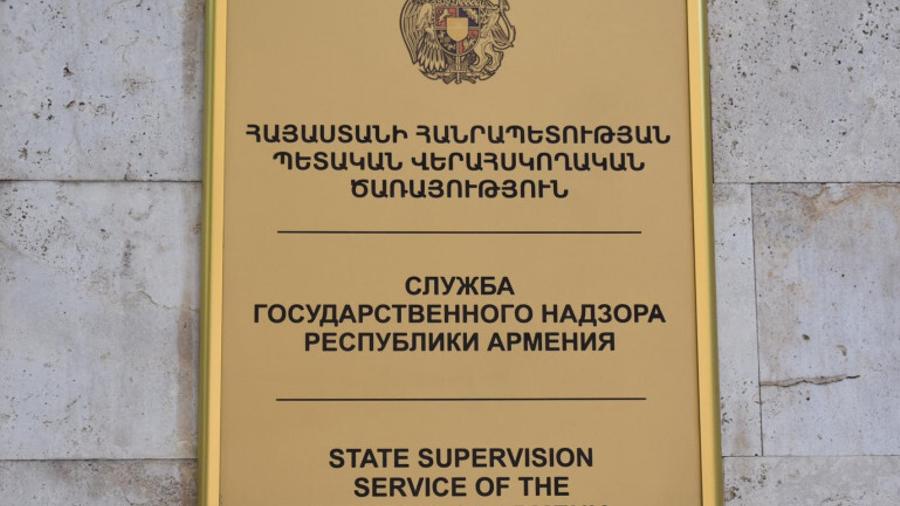 ՀԱՅԱՍՏԱՆԻ ՀԱՆՐԱՊԵՏՈՒԹՅԱՆ
ՊԵՏԱԿԱՆ ՎԵՐԱՀՍԿՈՂԱԿԱՆ
ԾԱՌԱՅՈՒԹՅՈՒՆ
СЛУЖБА
ГОСУДАРСТВЕННОГО НАДЗОРА
РЕСПУБЛИКИ АРМЕНИЯ
STATE SUPERVISION
SERVICE OF THE